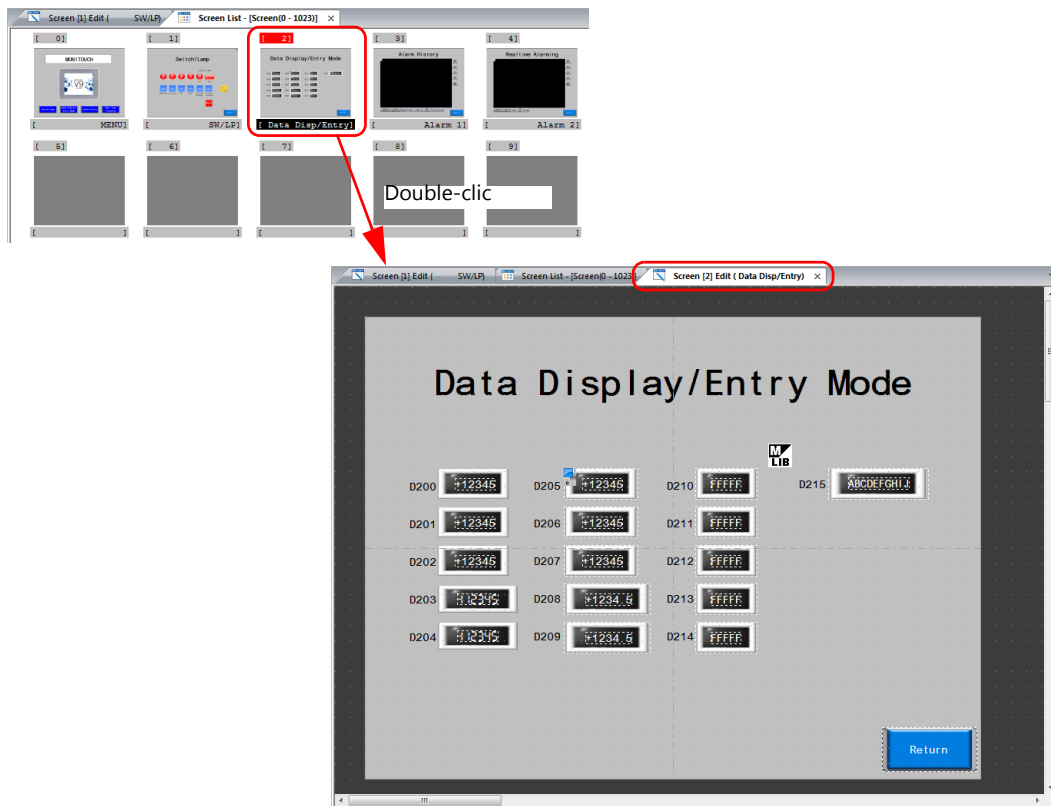 Screen [1] Edit ( SW/LP) Screen List - [Screen(0 - 1023)] ×
[ 0] [ 1] [ 2] [ 3] [ 4]
MONITOUCH Switch/Lamp Data Display/Entry Mode Alarm History Realtime Alarming
V9
[ MENU] [ SW/LP] [ Data Disp/Entry] [ Alarm 1] [ Alarm 2]
[ 5] [ 6] [ 7] [ 8] [ 9]
Double-clic
[ ] [ ] [ ] [ ] [ ]
Screen [1] Edit ( SW/LP) Screen List - [Screen(0 - 1023)] Screen [2] Edit ( Data Disp/Entry) ×
Data Display/Entry Mode
M LIB
D200 +12345 D205 +12345 D210 FFFFF D215 ABCDEFGHIJ
D201 +12345 D206 +12345 D211 FFFFF
D202 +12345 D207 +12345 D212 FFFFF
D203 +12345 D208 +1234.5 D213 FFFFF
D204 +12345 D209 +1234.5 D214 FFFFF
Return